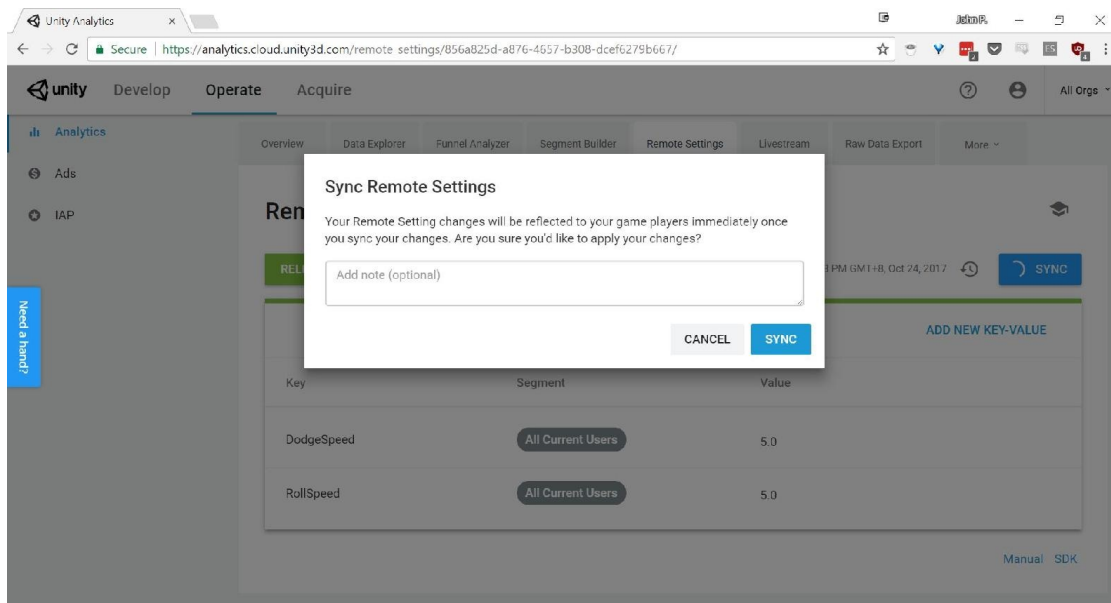 Unity Analytics
John P.
Secure https://analytics.cloud.unity3d.com/remote_settings/856a825d-a876-4657-b308-dcef6279b667/
unity Develop Operate Acquire All Orgs
Analytics
Overview Data Explorer Funnel Analyzer Segment Builder Remote Settings Livestream Raw Data Export More
Ads
Sync Remote Settings
IAP
Rem
Your Remote Setting changes will be reflected to your game players immediately once
you sync your changes. Are you sure you'd like to apply your changes?
Add note (optional)
PM GMT+8, Oct 24, 2017 SYNC
Need a hand?
CANCEL SYNC
ADD NEW KEY-VALUE
Key Segment Value
DodgeSpeed All Current Users 5.0
RollSpeed All Current Users 5.0
Manual SDK